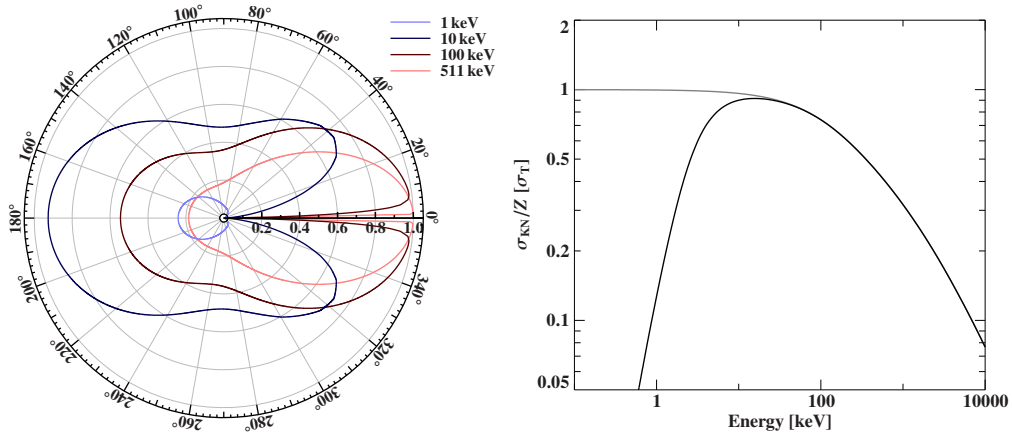 100° 80°
120° 60°
140° 40°
160° 20°
180° 0°
200° 340°
220° 320°
240° 300°
260° 280°
0.2 0.4 0.6 0.8 1.0
1 keV
10 keV
100 keV
511 keV
2
1
0.5
0.2
0.1
0.05
σKN/Z [σT]
1 100 10000
Energy [keV]